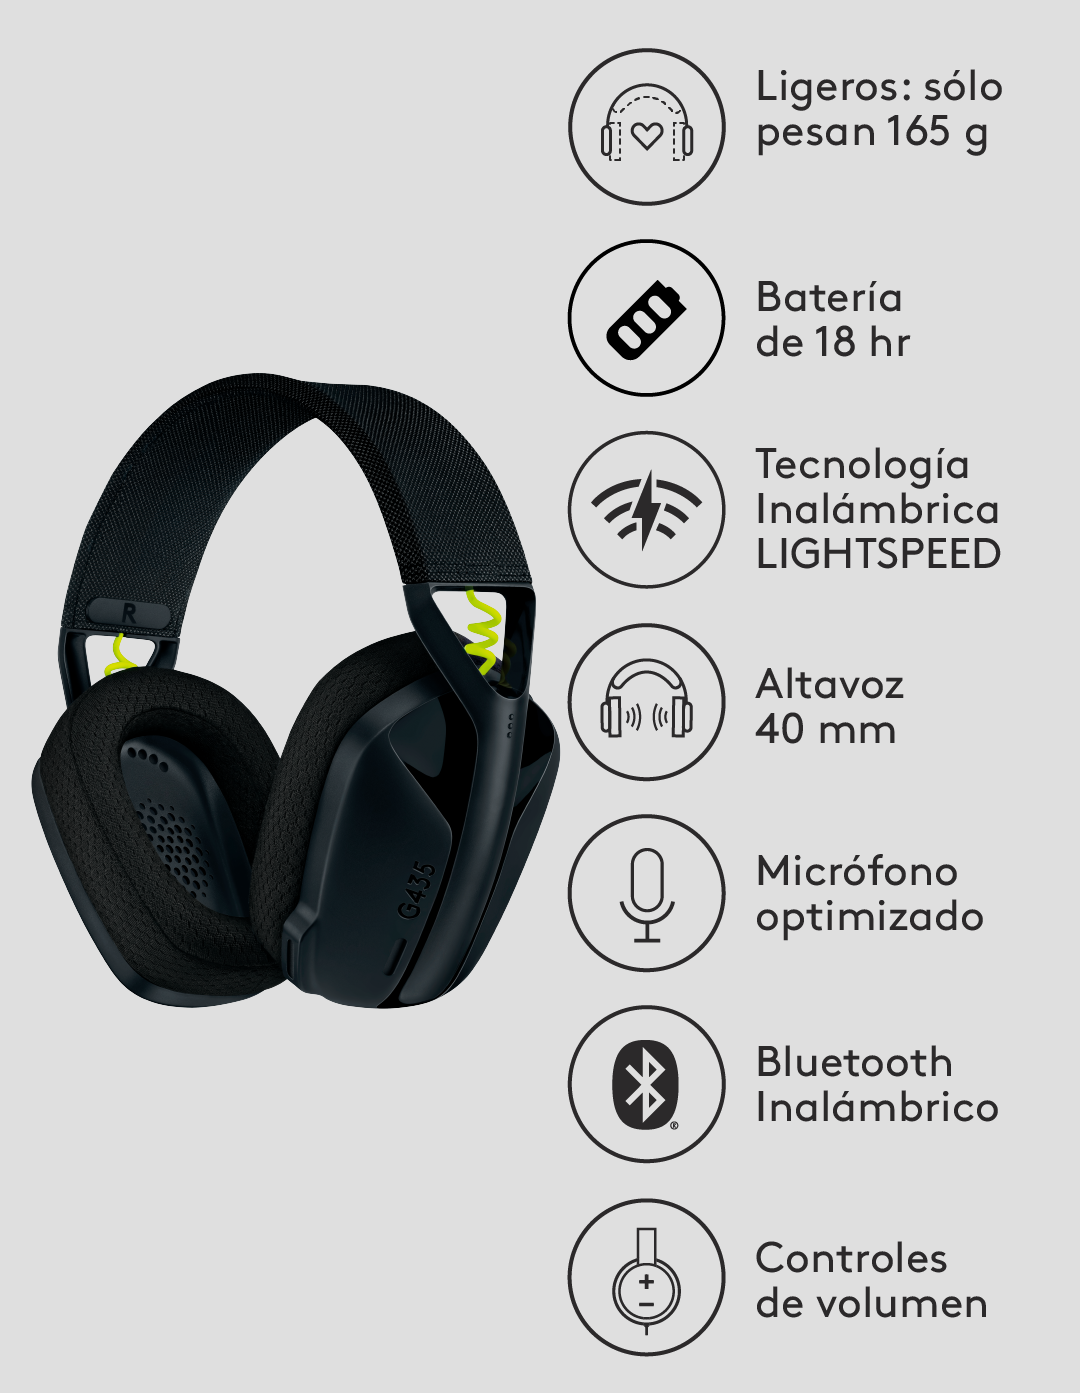 Ligeros: sólo
pesan 165 g
Batería
de 18 hr
Tecnología
Inalámbrica
LIGHTSPEED
Altavoz
40 mm
Micrófono
optimizado
Bluetooth
Inalámbrico
Controles
de volumen
R
G435